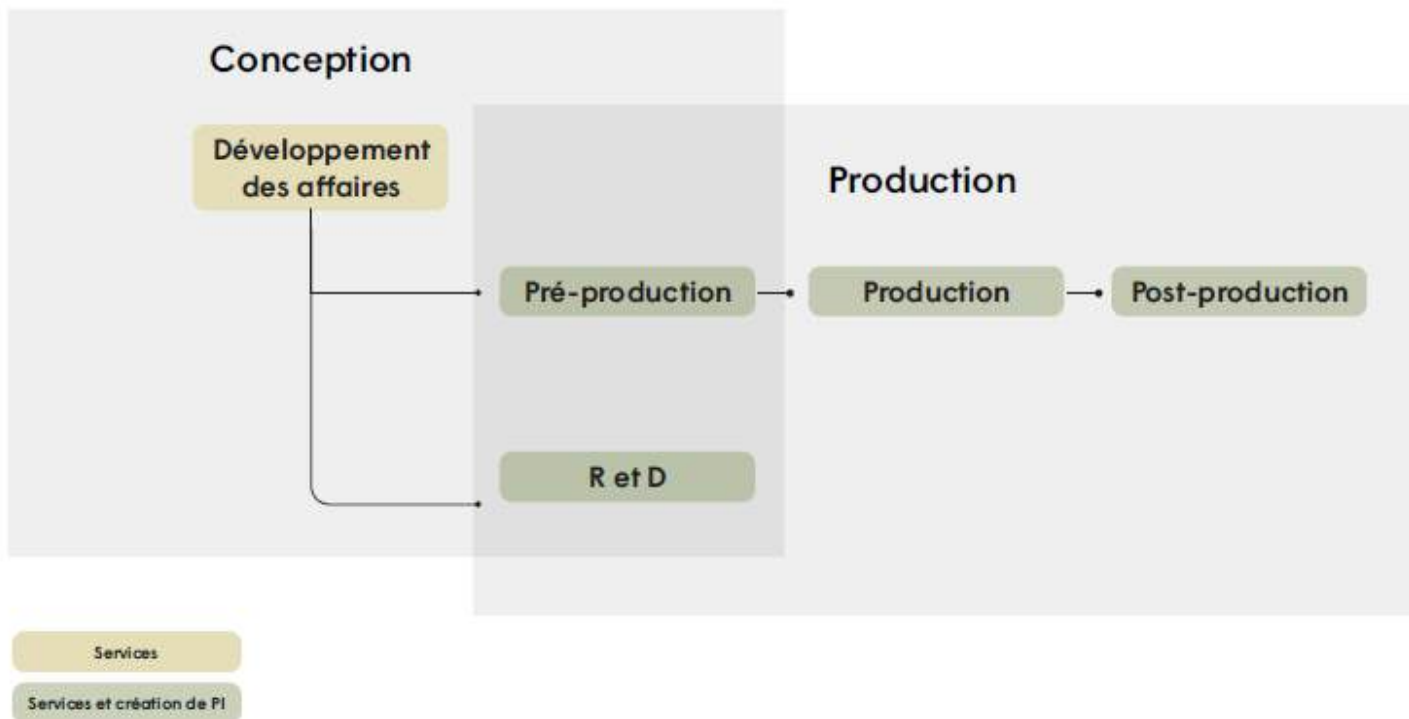 Conception
Développement
des affaires
Production
Pré-production
Production
Post-production
R et D
Services
Services et création de PI